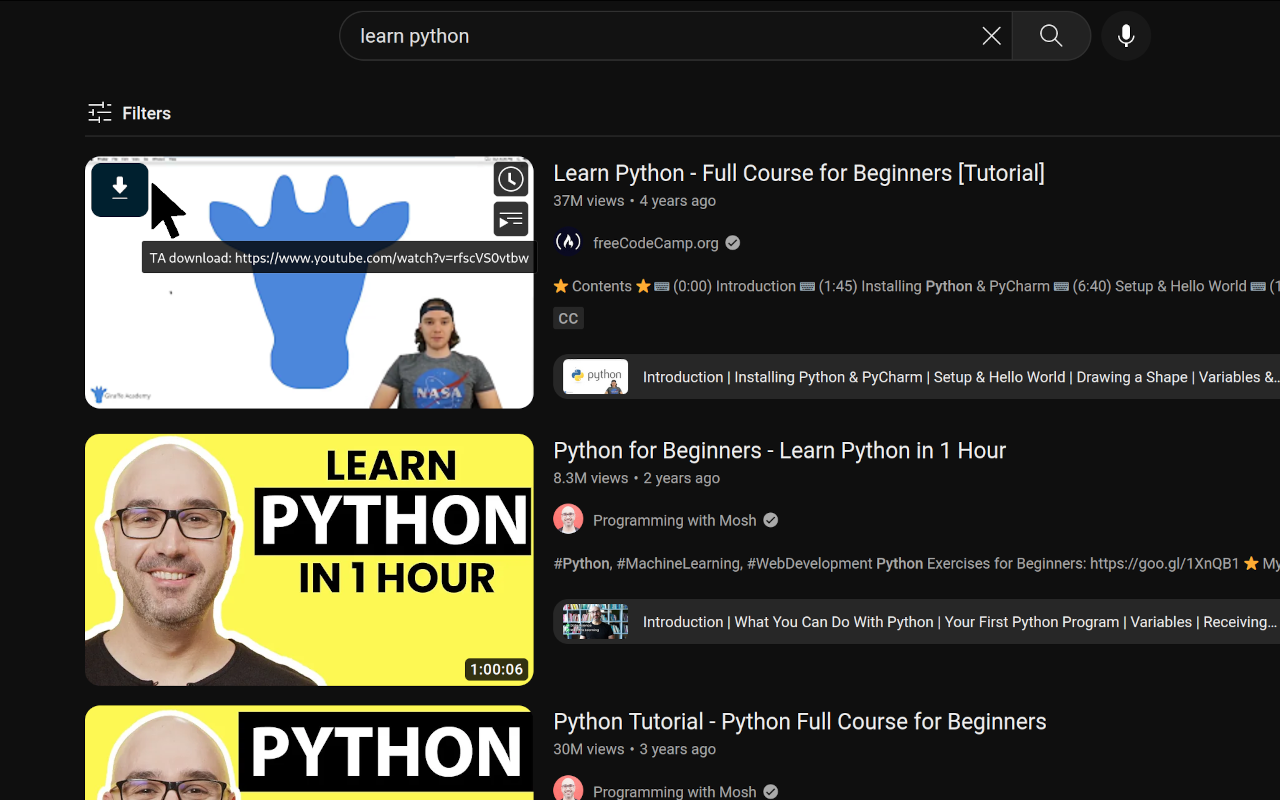 learn python
Filters
Learn Python - Full Course for Beginners [Tutorial]
37M views • 4 years ago
freeCodeCamp.org
TA download: https://www.youtube.com/watch?v=rfscVS0vtbw
⭐ Contents ⭐ ⌨️ (0:00) Introduction ⌨️ (1:45) Installing Python & PyCharm ⌨️ (6:40) Setup & Hello World ⌨️ (1
CC
python
Introduction | Installing Python & PyCharm | Setup & Hello World | Drawing a Shape | Variables &...
NASA
Giraffe Academy
LEARN
PYTHON
IN 1 HOUR
1:00:06
Python for Beginners - Learn Python in 1 Hour
8.3M views • 2 years ago
Programming with Mosh
#Python, #MachineLearning, #WebDevelopment Python Exercises for Beginners: https://goo.gl/1XnQB1 ⭐ My
Introduction | What You Can Do With Python | Your First Python Program | Variables | Receiving...
PYTHON
Python Tutorial - Python Full Course for Beginners
30M views • 3 years ago
Programming with Mosh